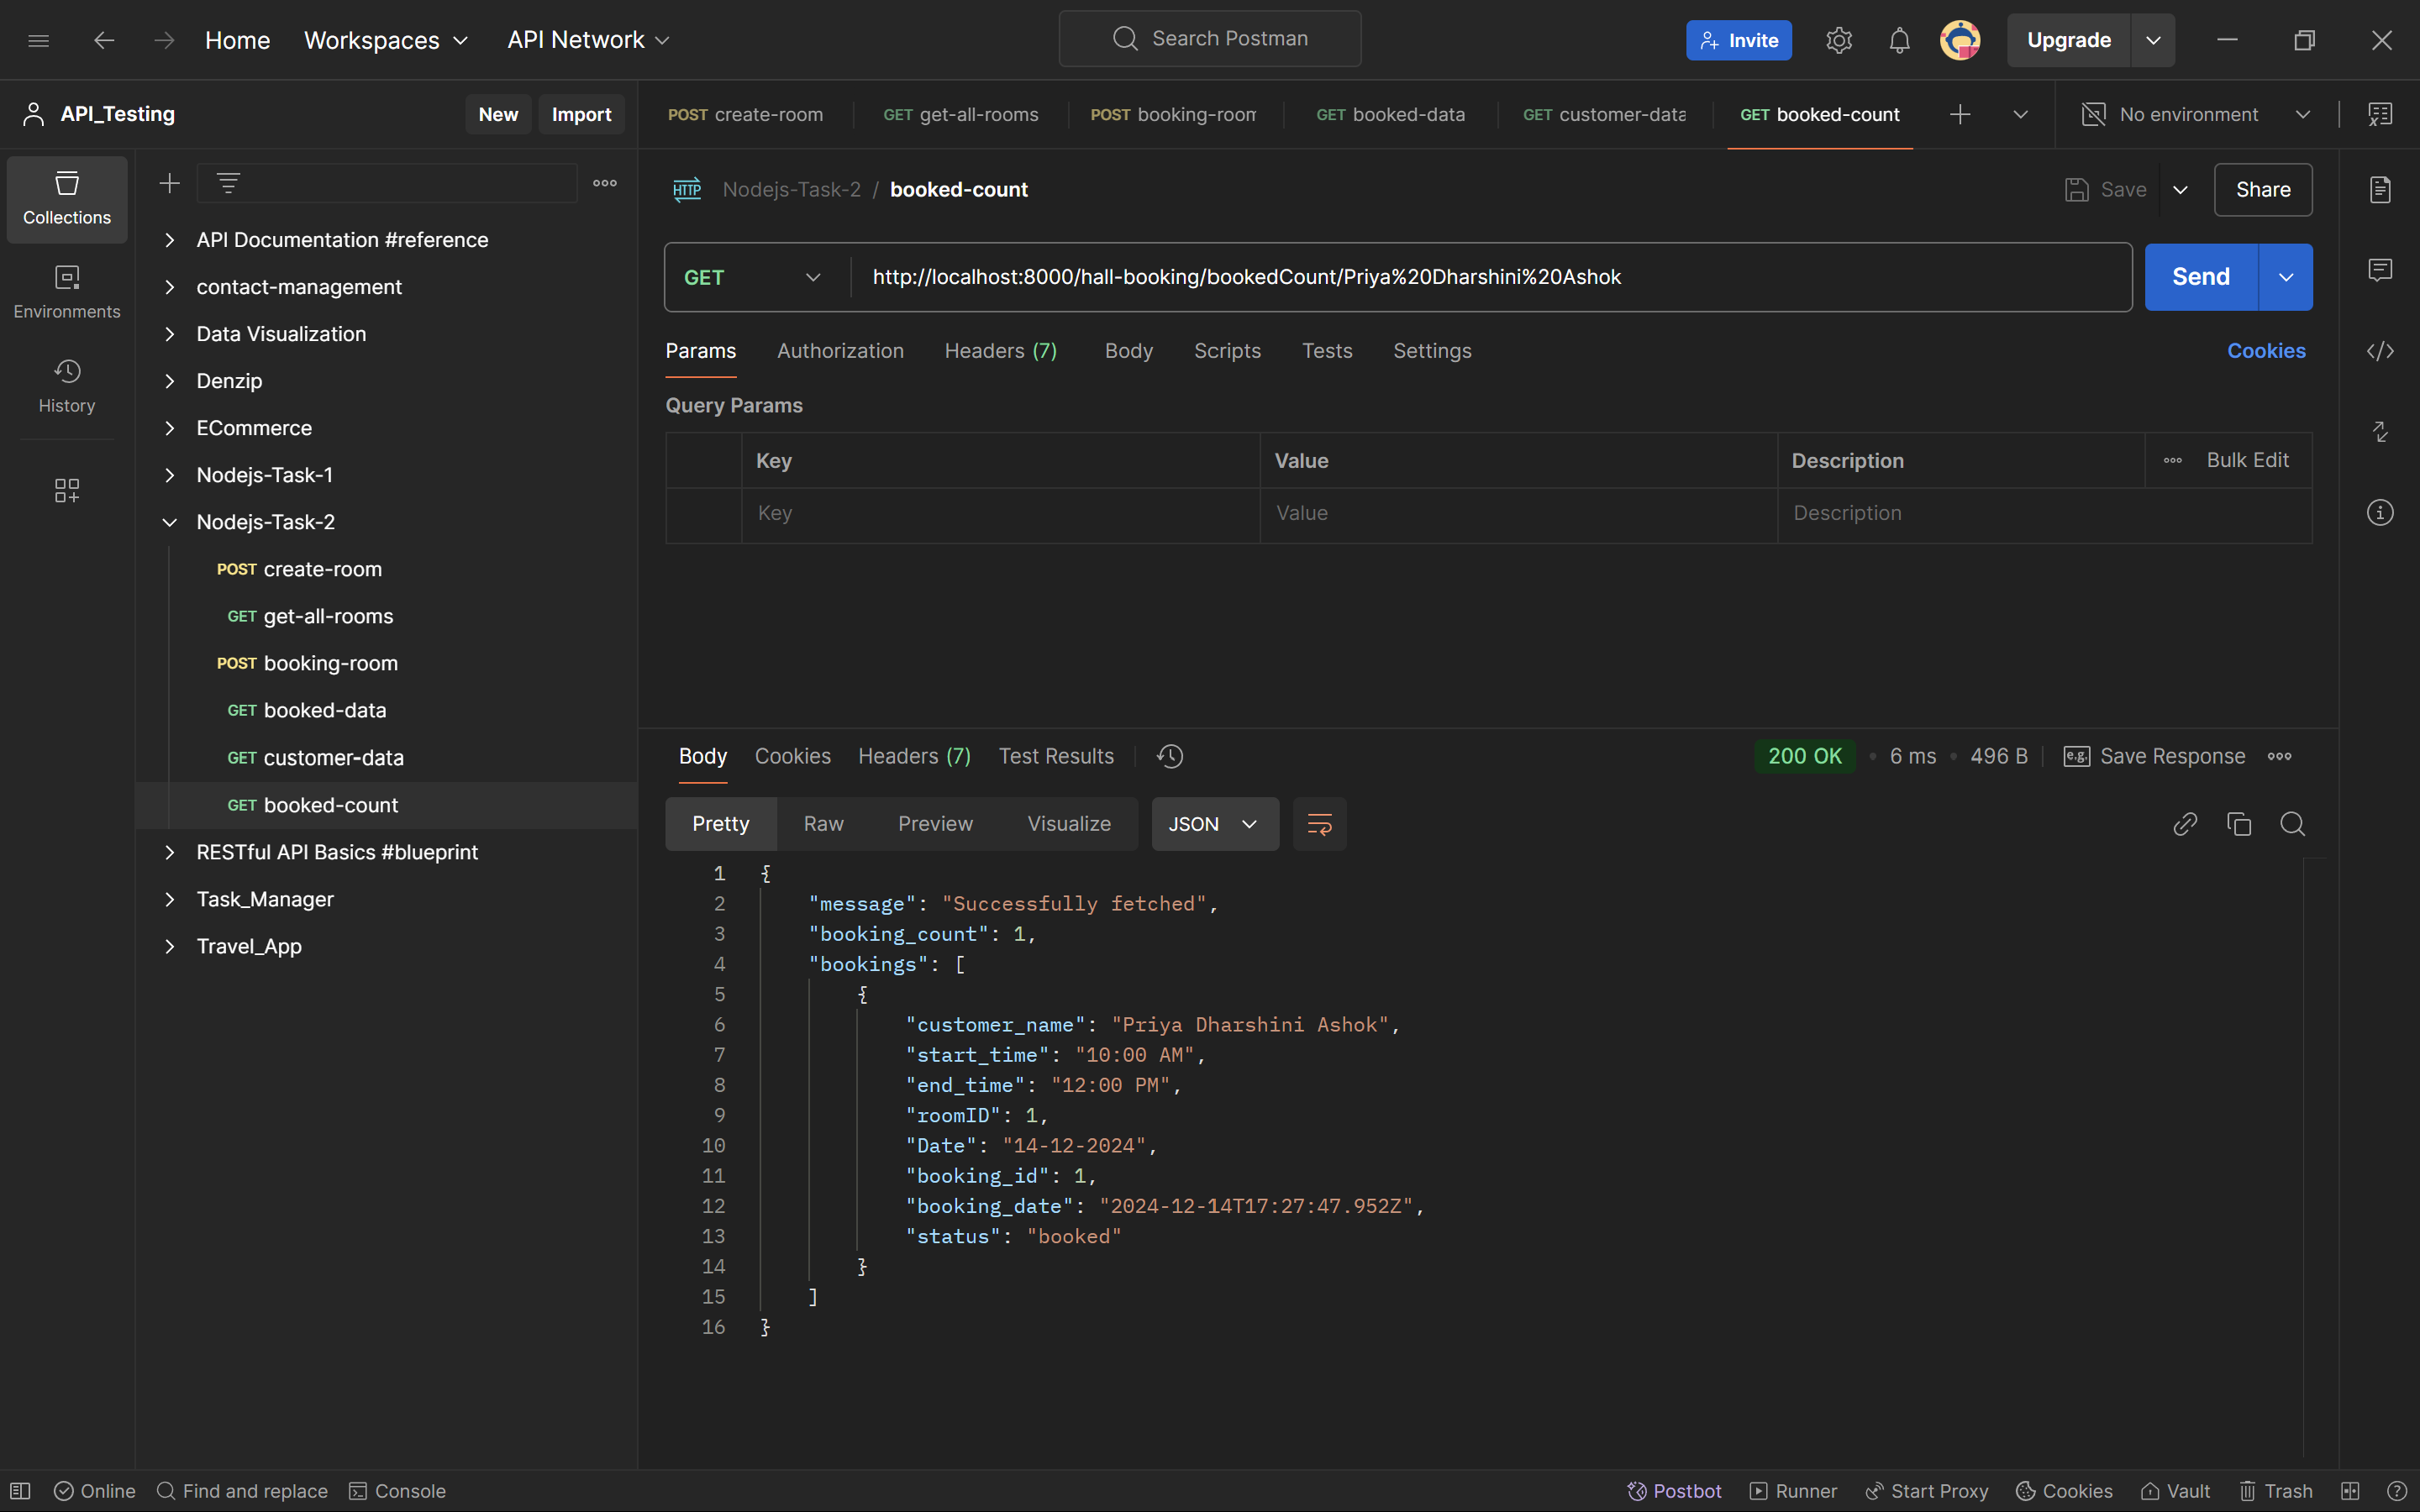 Home Workspaces API Network Search Postman Invite Upgrade
API_Testing New Import
POST create-room GET get-all-rooms POST booking-room GET booked-data GET customer-data GET booked-count No environment
Collections
Environments
History
API Documentation #reference
contact-management
Data Visualization
Denzip
ECommerce
Nodejs-Task-1
Nodejs-Task-2
POST create-room
GET get-all-rooms
POST booking-room
GET booked-data
GET customer-data
GET booked-count
RESTful API Basics #blueprint
Task_Manager
Travel_App
HTTP Nodejs-Task-2 / booked-count Save Share
GET http://localhost:8000/hall-booking/bookedCount/Priya%20Dharshini%20Ashok Send
Params Authorization Headers (7) Body Scripts Tests Settings Cookies
Query Params
Key Value Description Bulk Edit
Key Value Description
Body Cookies Headers (7) Test Results 200 OK • 6 ms • 496 B e.g. Save Response
Pretty Raw Preview Visualize JSON
1 {
2 "message": "Successfully fetched",
3 "booking_count": 1,
4 "bookings": [
5 {
6 "customer_name": "Priya Dharshini Ashok",
7 "start_time": "10:00 AM",
8 "end_time": "12:00 PM",
9 "roomID": 1,
10 "Date": "14-12-2024",
11 "booking_id": 1,
12 "booking_date": "2024-12-14T17:27:47.952Z",
13 "status": "booked"
14 }
15 ]
16 }
Online Find and replace Console Postbot Runner Start Proxy Cookies Vault Trash